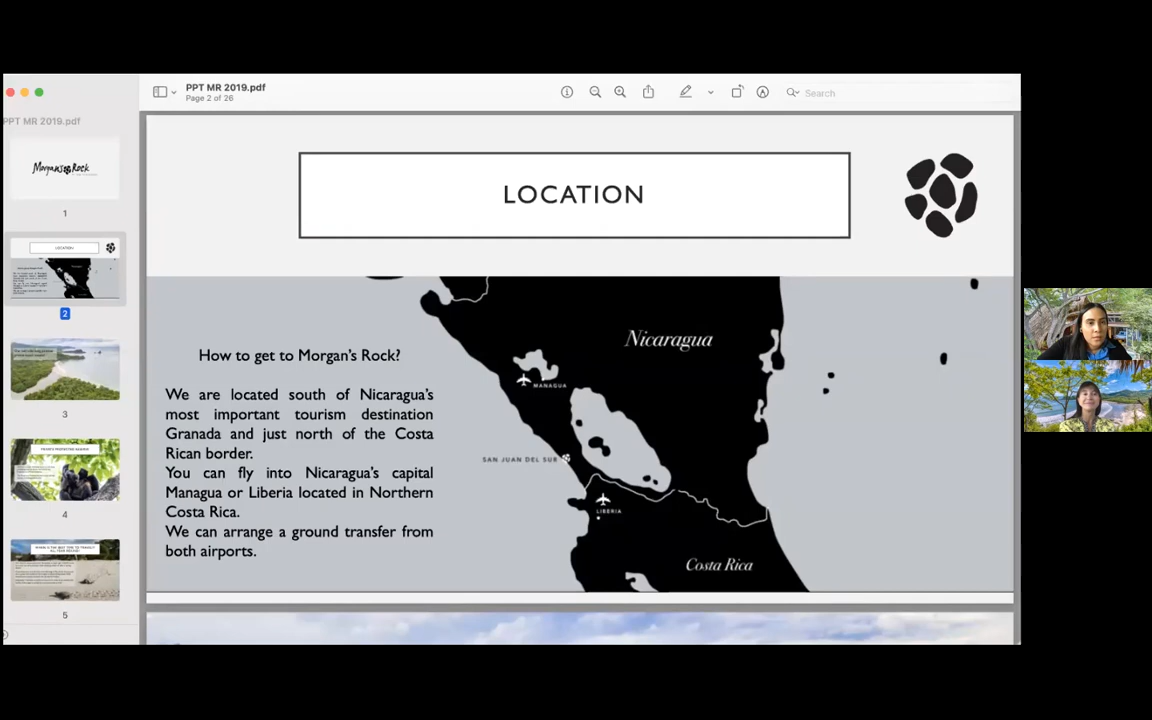 PPT MR 2019.pdf
Page 2 of 26
Search
PPT MR 2019.pdf
Morgan's Rock
1
LOCATION
2
3
4
5
LOCATION
How to get to Morgan's Rock?
We are located south of Nicaragua's
most important tourism destination
Granada and just north of the Costa
Rican border.
You can fly into Nicaragua's capital
Managua or Liberia located in Northern
Costa Rica.
We can arrange a ground transfer from
both airports.
Nicaragua
MANAGUA
SAN JUAN DEL SUR
LIBERIA
Costa Rica